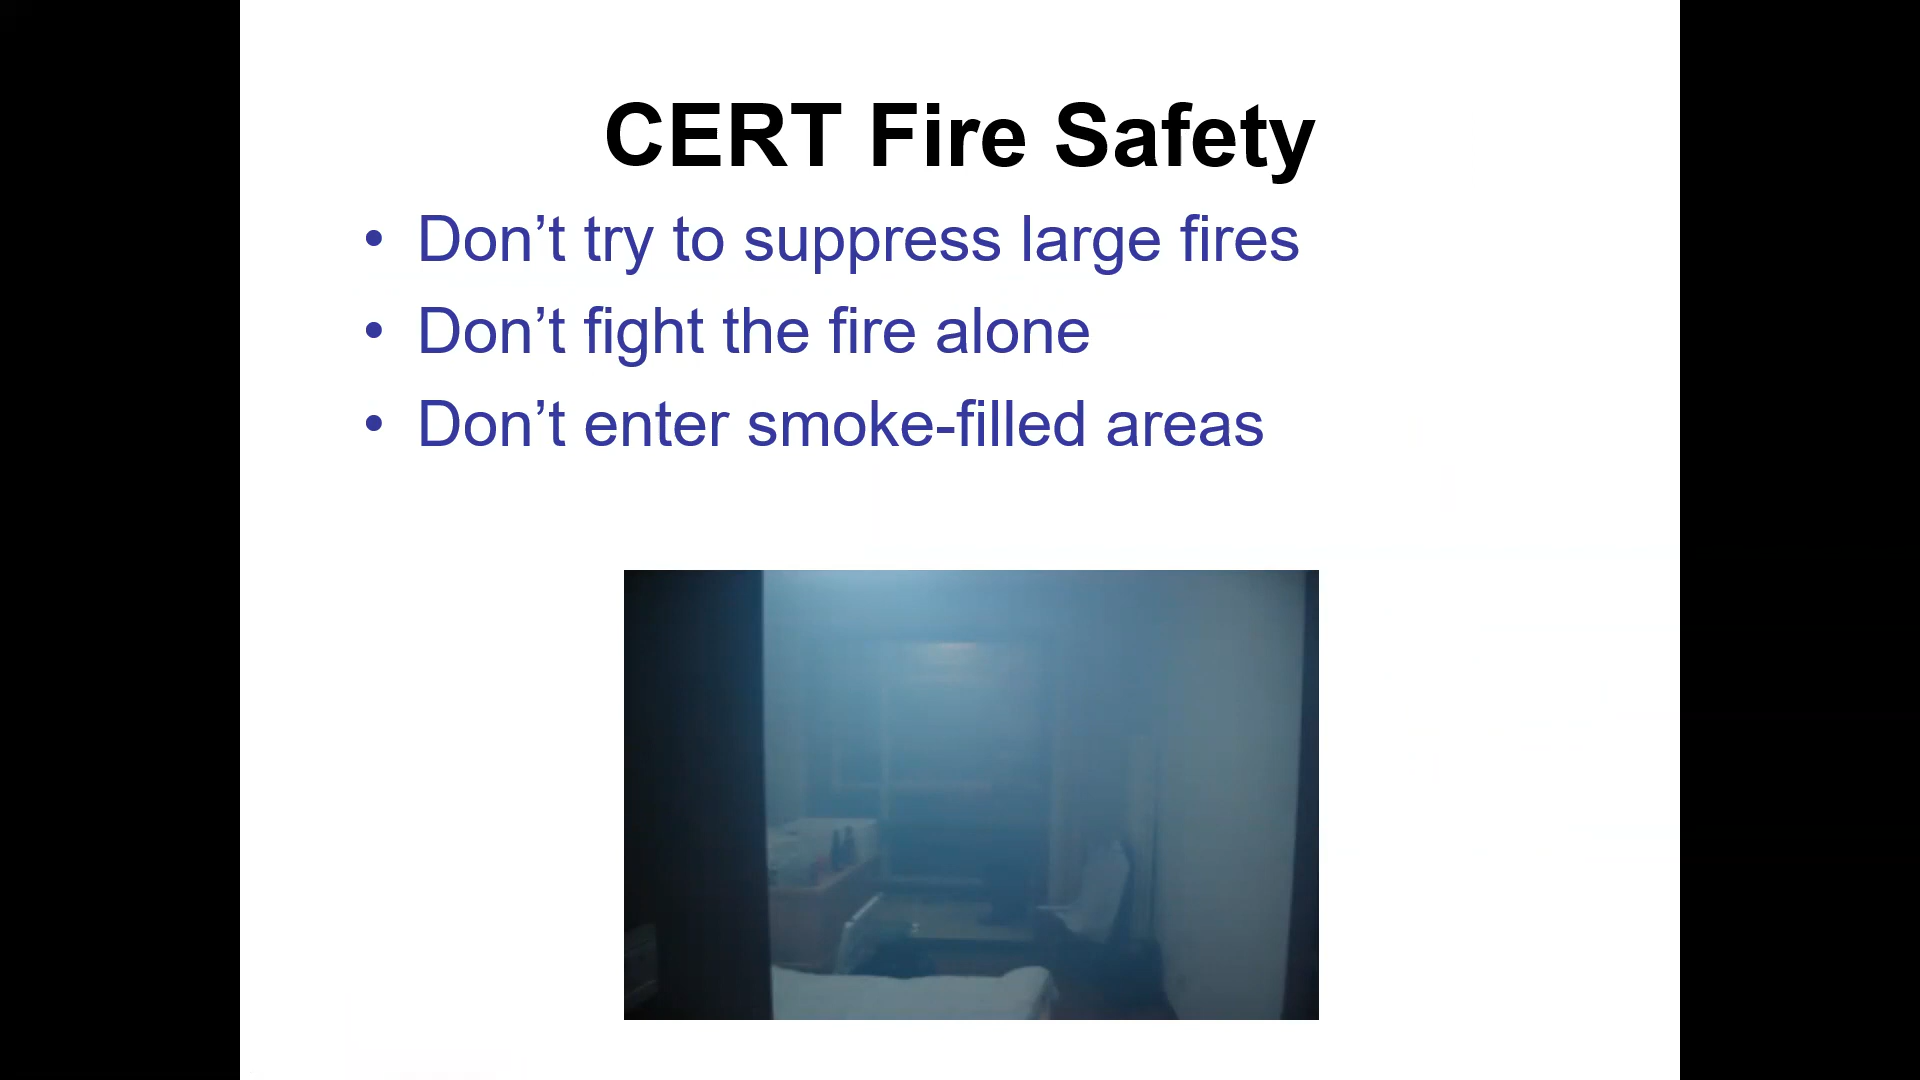 CERT Fire Safety
• Don’t try to suppress large fires
• Don’t fight the fire alone
• Don’t enter smoke-filled areas